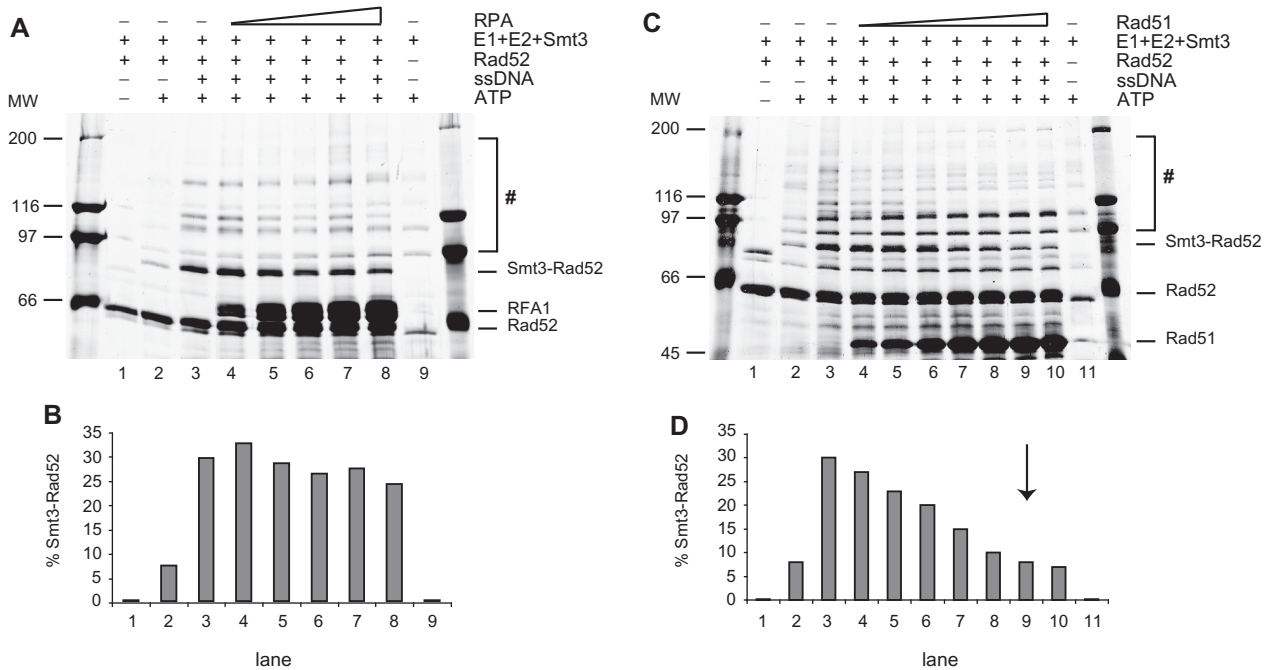 A
– – – RPA
+ + + + + + + + + E1+E2+Smt3
+ + + + + + + + – Rad52
– – + + + + + + – ssDNA
– + + + + + + + + ATP
MW
200
116
97
66
#
Smt3-Rad52
RFA1
Rad52
1 2 3 4 5 6 7 8 9
B
% Smt3-Rad52
35
30
25
20
15
10
5
0
1 2 3 4 5 6 7 8 9
lane
C
– – – – Rad51
+ + + + + + + + + + + E1+E2+Smt3
+ + + + + + + + + + – Rad52
– – + + + + + + + + – ssDNA
– + + + + + + + + + + ATP
MW
200
116
97
66
45
#
Smt3-Rad52
Rad52
Rad51
1 2 3 4 5 6 7 8 9 10 11
D
% Smt3-Rad52
35
30
25
20
15
10
5
0
1 2 3 4 5 6 7 8 9 10 11
lane